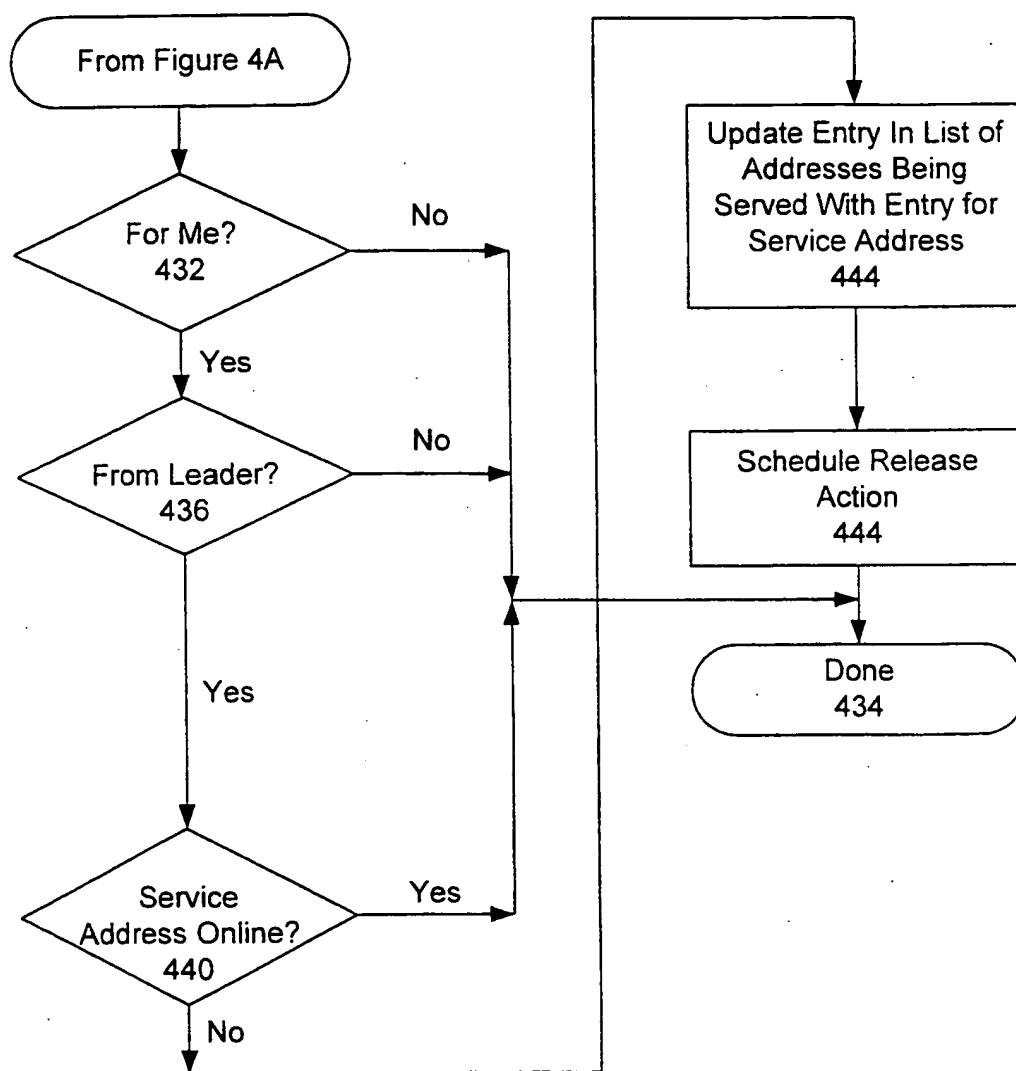 From Figure 4A
For Me?
432
No
Yes
From Leader?
436
No
Yes
Service
Address Online?
440
Yes
No
Update Entry In List of
Addresses Being
Served With Entry for
Service Address
444
Schedule Release
Action
444
Done
434